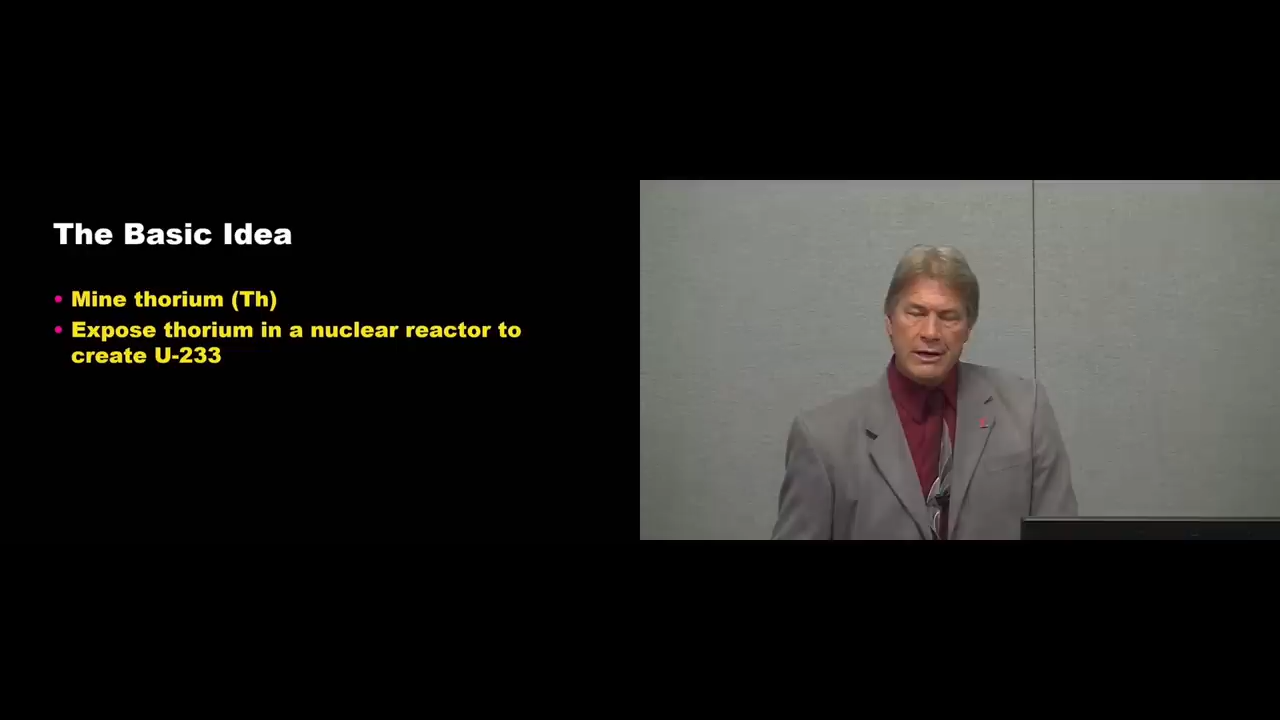 The Basic Idea
• Mine thorium (Th)
• Expose thorium in a nuclear reactor to
create U-233